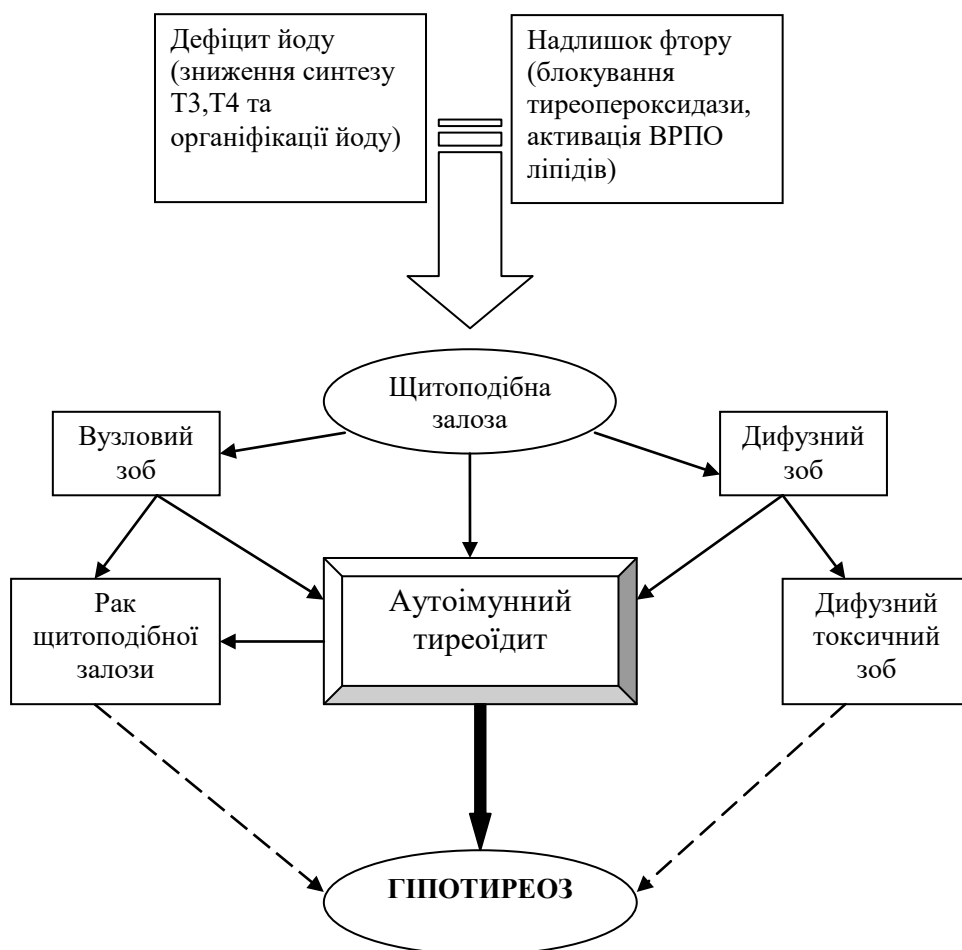 Дефіцит йоду
(зниження синтезу
Т3,Т4 та
органіфікації йоду)
Надлишок фтору
(блокування
тиреопероксидази,
активація ВРПО
ліпідів)
Щитоподібна
залоза
Вузловий
зоб
Дифузний
зоб
Рак
щитоподібної
залози
Аутоімунний
тиреоїдит
Дифузний
токсичний
зоб
ГІПОТИРЕОЗ